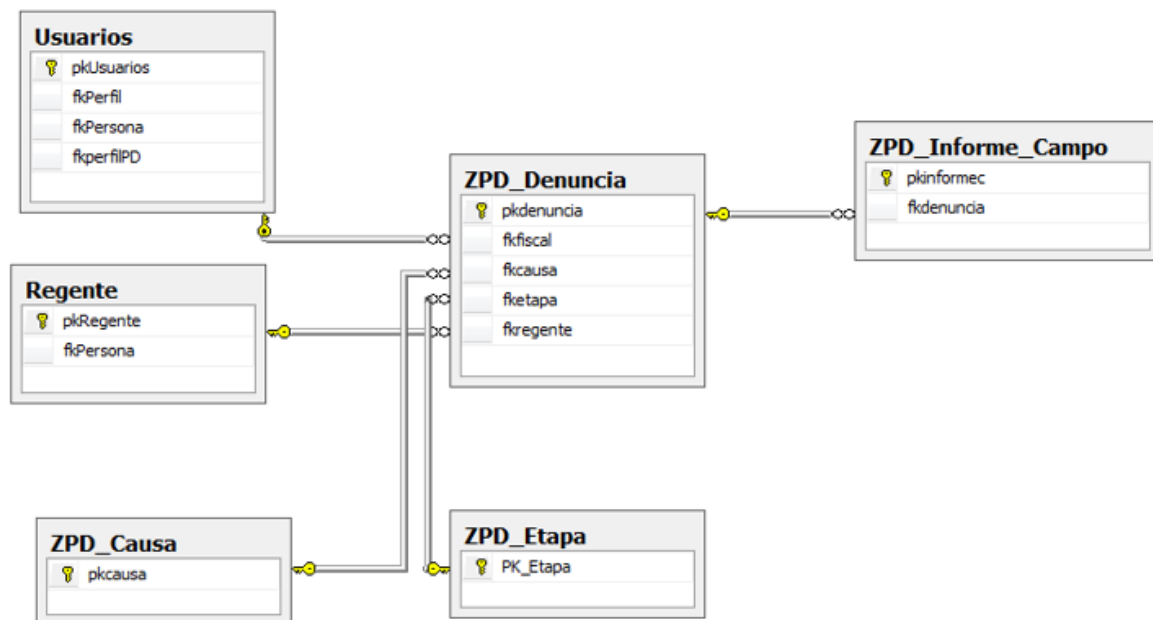 Usuarios
pkUsuarios
fkPerfil
fkPersona
fkperfilPD
Regente
pkRegente
fkPersona
ZPD_Denuncia
pkdenuncia
fkfiscal
fkcausa
fketapa
fkregente
ZPD_Informe_Campo
pkinformec
fkdenuncia
ZPD_Causa
pkcausa
ZPD_Etapa
PK_Etapa